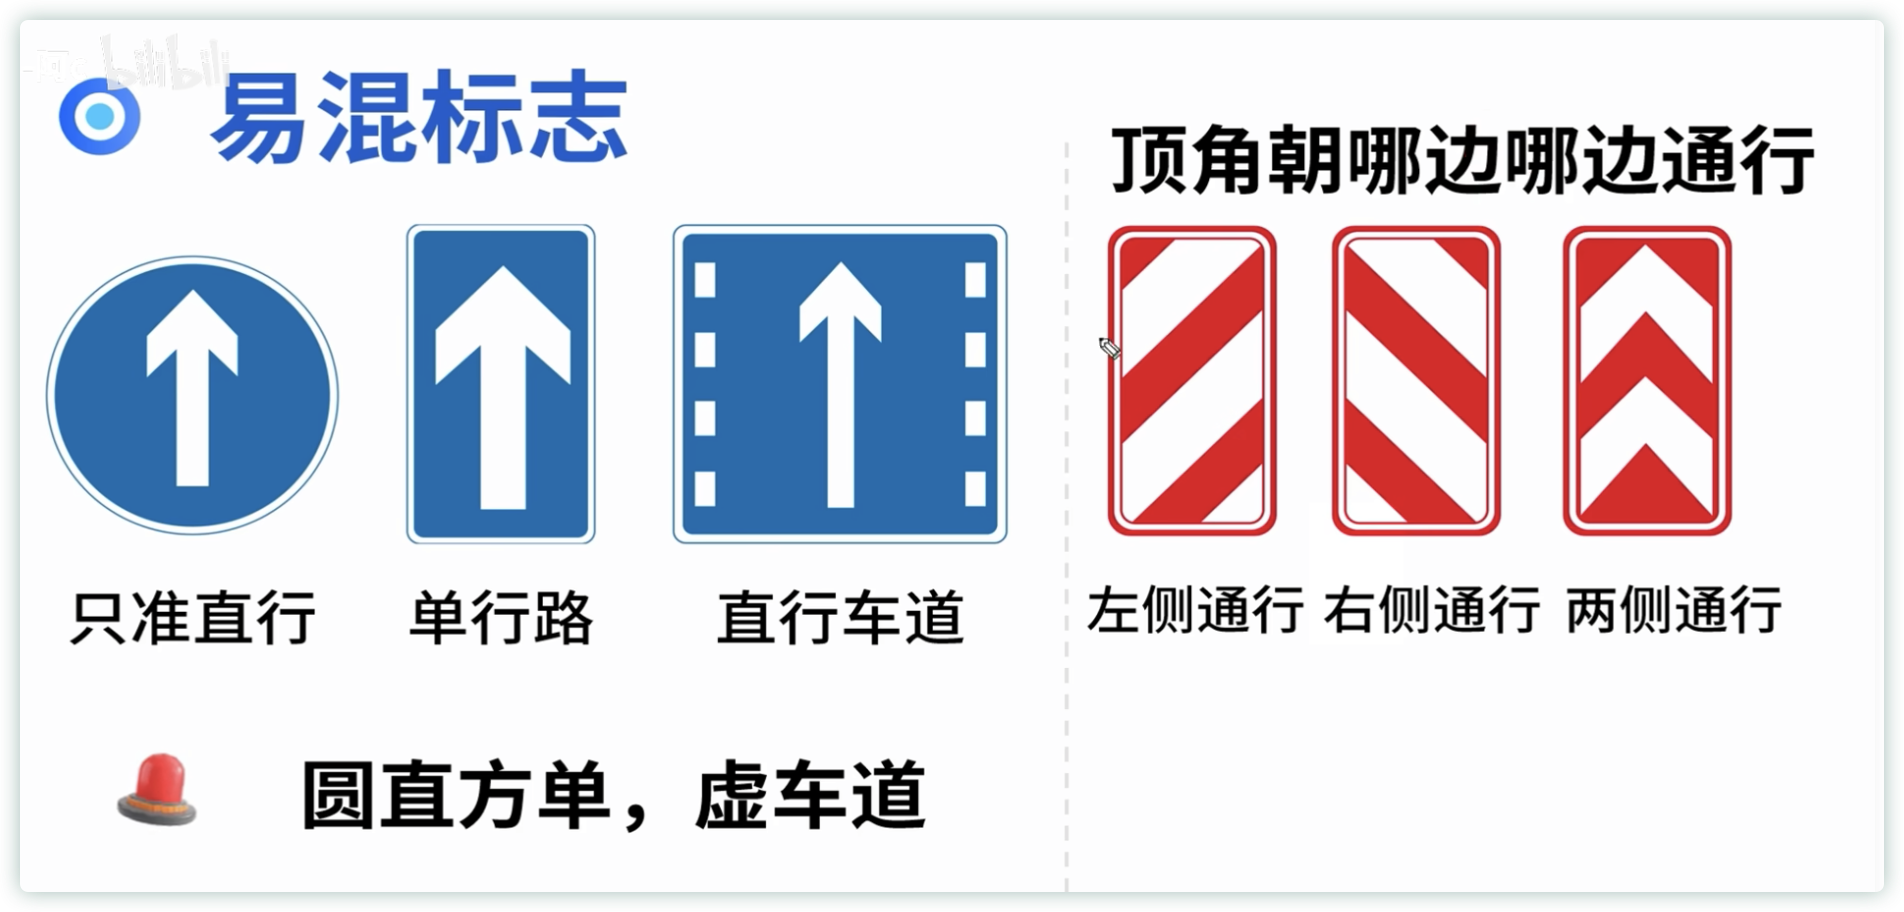 bilibili
易混标志
顶角朝哪边哪边通行
只准直行 单行路 直行车道
左侧通行 右侧通行 两侧通行
圆直方单，虚车道